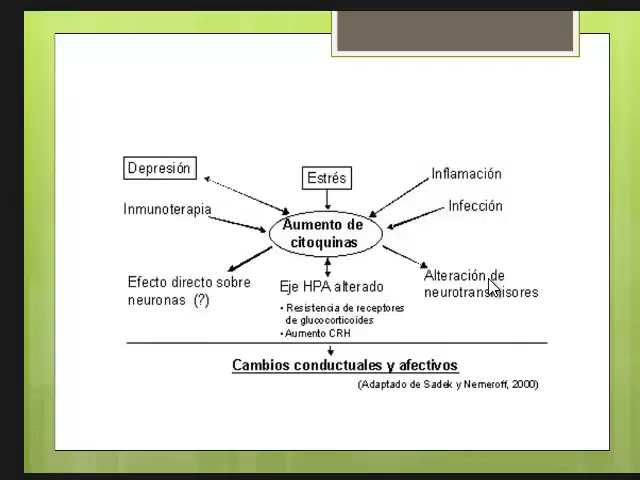 Depresión
Estrés
Inflamación
Inmunoterapia
Infección
Aumento de
citoquinas
Efecto directo sobre
neuronas (?)
Eje HPA alterado
• Resistencia de receptores
de glucocorticoides
• Aumento CRH
Alteración de
neurotransmisores
Cambios conductuales y afectivos
(Adaptado de Sadek y Nemeroff, 2000)